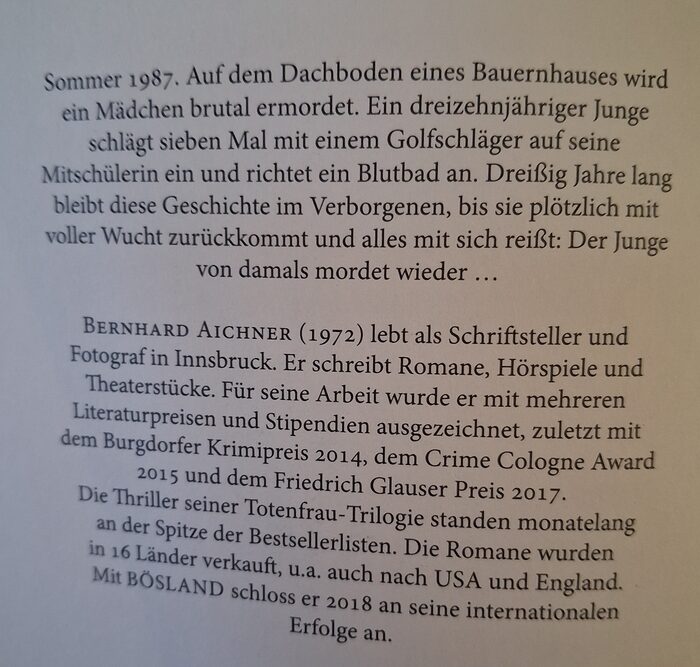 Sommer 1987. Auf dem Dachboden eines Bauernhauses wird
ein Mädchen brutal ermordet. Ein dreizehnjähriger Junge
schlägt sieben Mal mit einem Golfschläger auf seine
Mitschülerin ein und richtet ein Blutbad an. Dreißig Jahre lang
bleibt diese Geschichte im Verborgenen, bis sie plötzlich mit
voller Wucht zurückkommt und alles mit sich reißt: Der Junge
von damals mordet wieder …
BERNHARD AICHNER (1972) lebt als Schriftsteller und
Fotograf in Innsbruck. Er schreibt Romane, Hörspiele und
Theaterstücke. Für seine Arbeit wurde er mit mehreren
Literaturpreisen und Stipendien ausgezeichnet, zuletzt mit
dem Burgdorfer Krimipreis 2014, dem Crime Cologne Award
2015 und dem Friedrich Glauser Preis 2017.
Die Thriller seiner Totenfrau-Trilogie standen monatelang
an der Spitze der Bestsellerlisten. Die Romane wurden
in 16 Länder verkauft, u.a. auch nach USA und England.
Mit BÖSLAND schloss er 2018 an seine internationalen
Erfolge an.